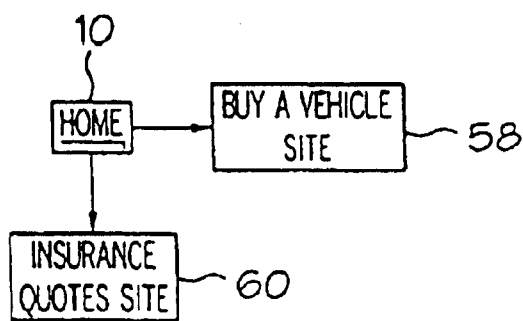 10
HOME
BUY A VEHICLE
SITE
58
INSURANCE
QUOTES SITE
60